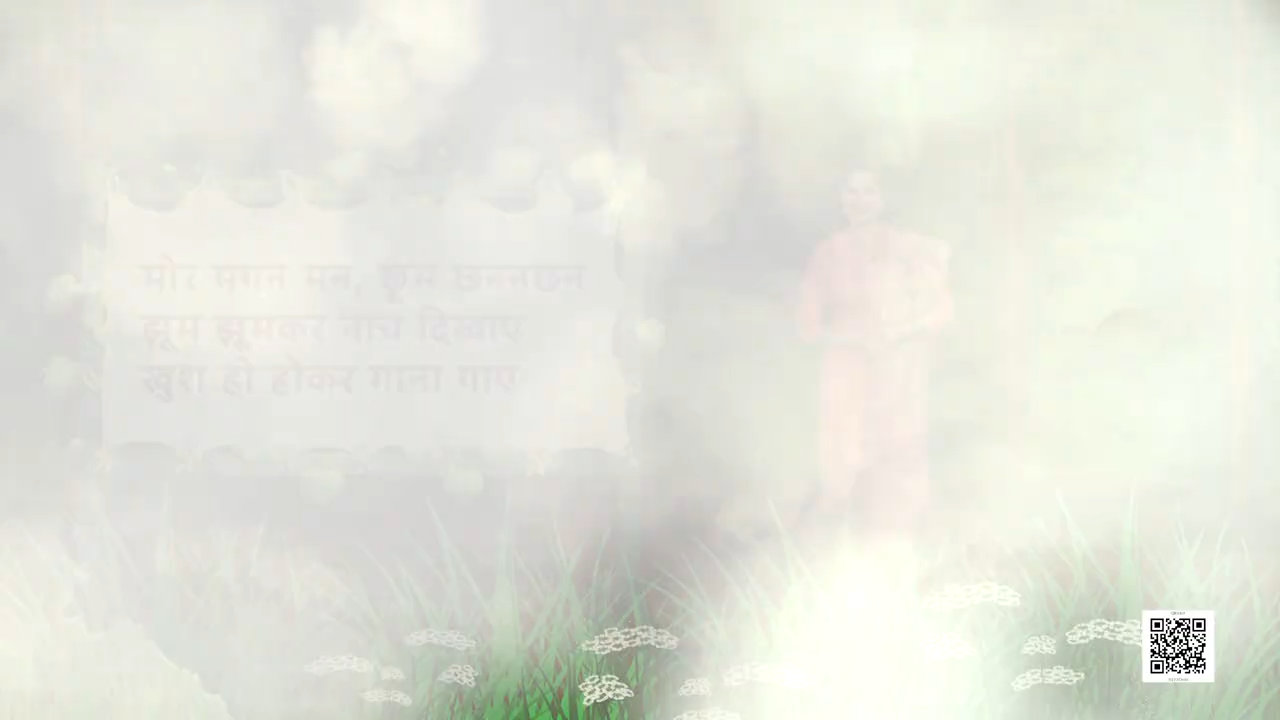 मोर मगन मन, छूम छननछन
झूम झूमकर नाच दिखाए
खुश हो होकर गाना गाए